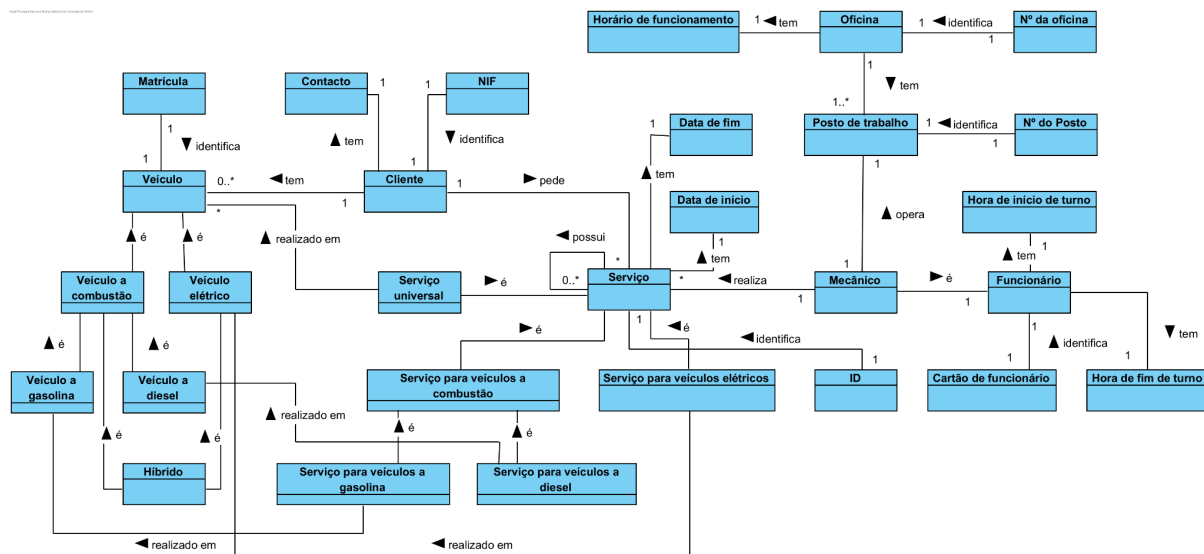 Horário de funcionamento
1
tem
1
Oficina
1
identifica
1
Nº da oficina
1
tem
1..*
Matrícula
1
identifica
1
Contacto
1
tem
NIF
1
identifica
1
1
Data de fim
1
tem
Posto de trabalho
1
identifica
1
Nº do Posto
1
opera
1
Veículo
0..*
tem
1
Cliente
1
pede
*
Data de início
1
tem
Hora de início de turno
1
tem
*
realizado em
é
é
Veículo a
combustão
Veículo
elétrico
Serviço
universal
é
possui
0..*
Serviço
*
realiza
1
Mecânico
é
1
Funcionário
1
1
identifica
1
Cartão de funcionário
tem
1
Hora de fim de turno
1
identifica
1
ID
é
é
é
é
Veículo a
gasolina
Veículo a
diesel
Serviço para veículos a
combustão
Serviço para veículos elétricos
realizado em
é
é
é
é
Híbrido
Serviço para veículos a
gasolina
Serviço para veículos a
diesel
realizado em
realizado em